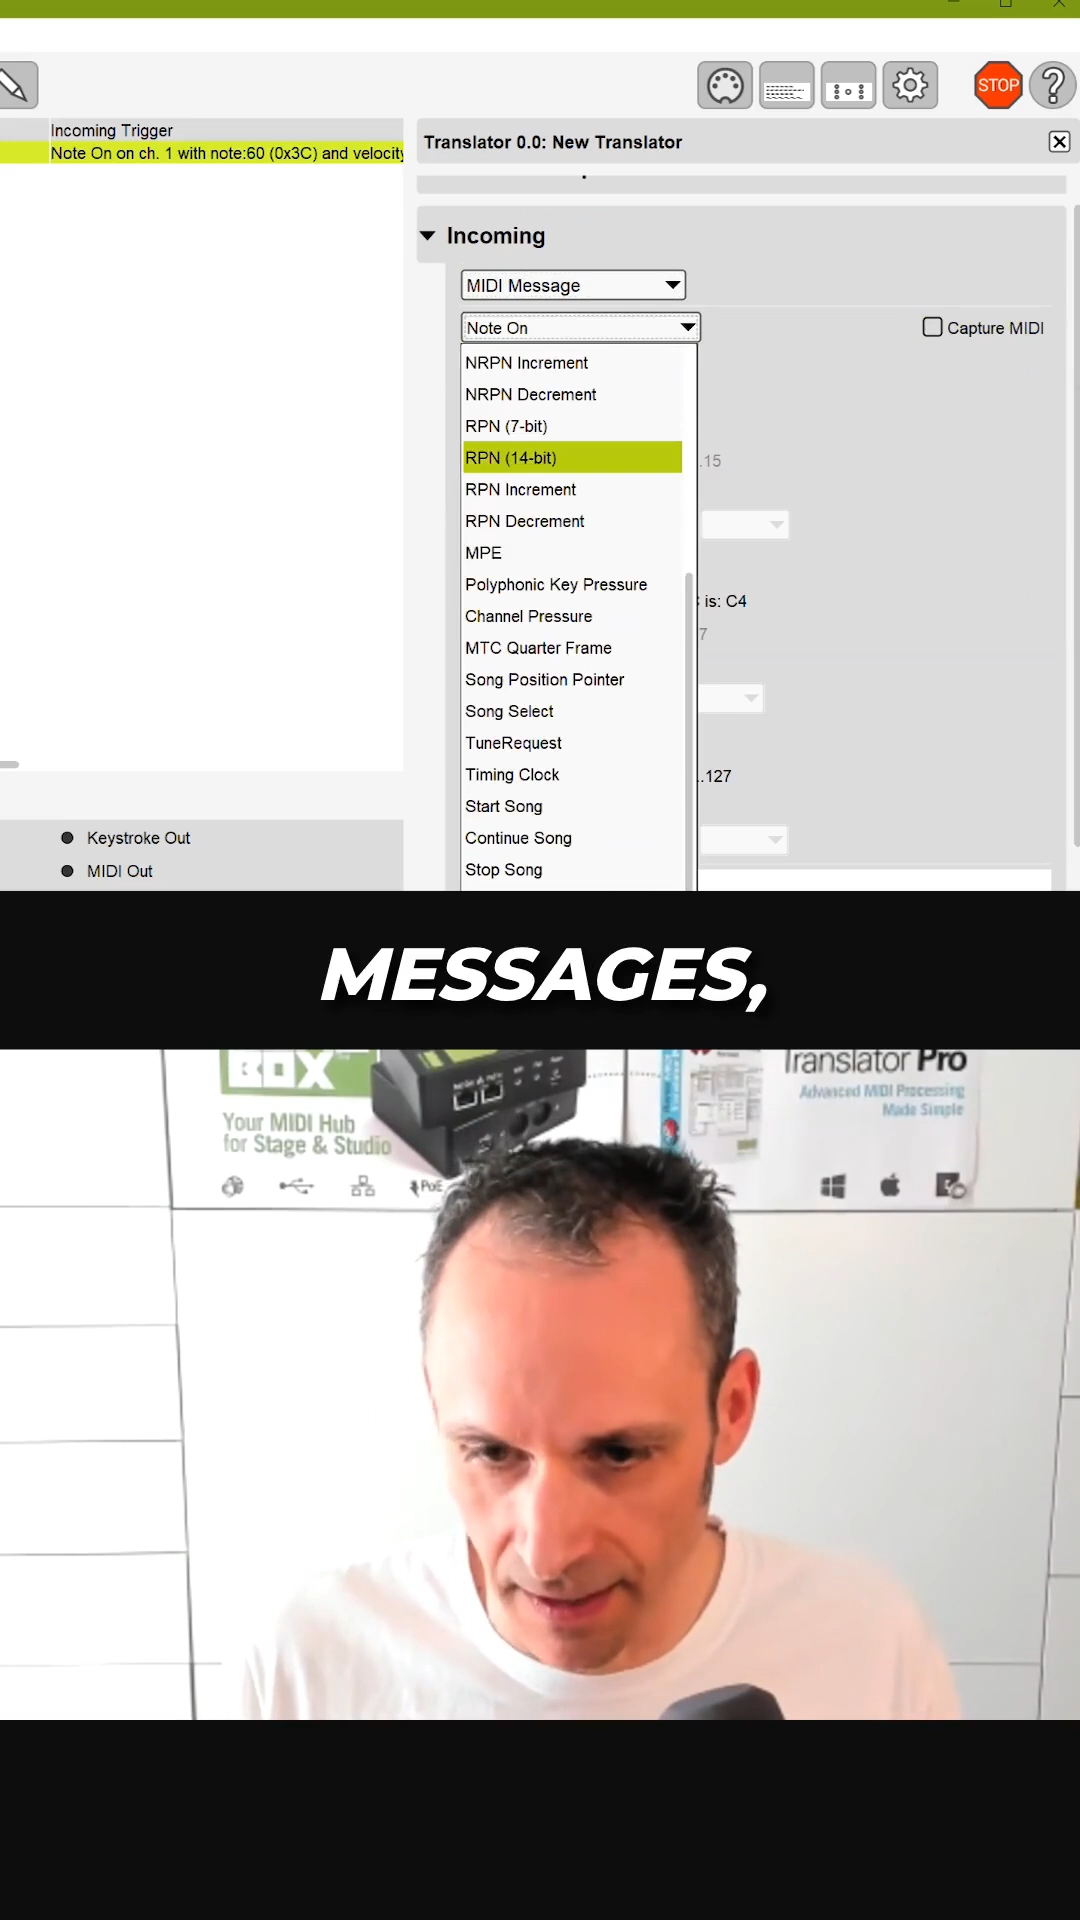 STOP
?
Incoming Trigger
Note On on ch. 1 with note:60 (0x3C) and velocity
Translator 0.0: New Translator
Incoming
MIDI Message
Note On
Capture MIDI
NRPN Increment
NRPN Decrement
RPN (7-bit)
RPN (14-bit)
.15
RPN Increment
RPN Decrement
MPE
Polyphonic Key Pressure
is: C4
Channel Pressure
7
MTC Quarter Frame
Song Position Pointer
Song Select
TuneRequest
Timing Clock
..127
Start Song
Keystroke Out
Continue Song
MIDI Out
Stop Song
MESSAGES,
BOX
Your MIDI Hub
for Stage & Studio
PoE
Translator Pro
Advanced MIDI Processing
Made Simple